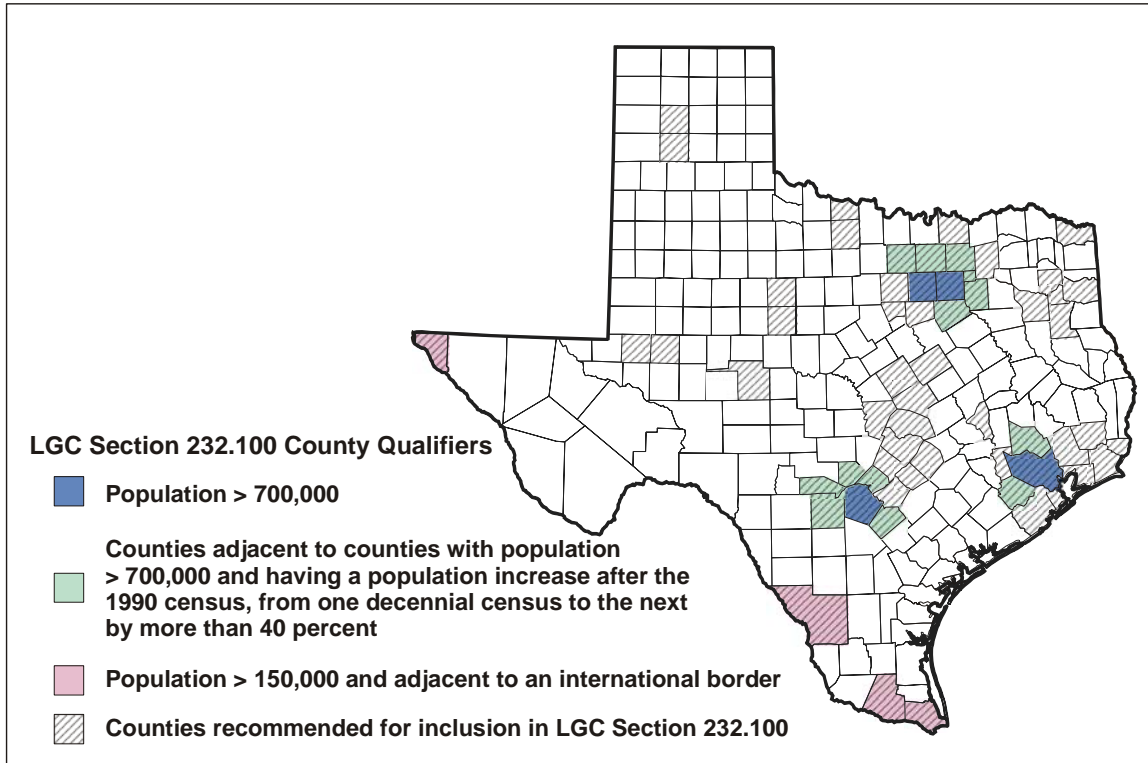 LGC Section 232.100 County Qualifiers
Population > 700,000
Counties adjacent to counties with population
> 700,000 and having a population increase after the
1990 census, from one decennial census to the next
by more than 40 percent
Population > 150,000 and adjacent to an international border
Counties recommended for inclusion in LGC Section 232.100